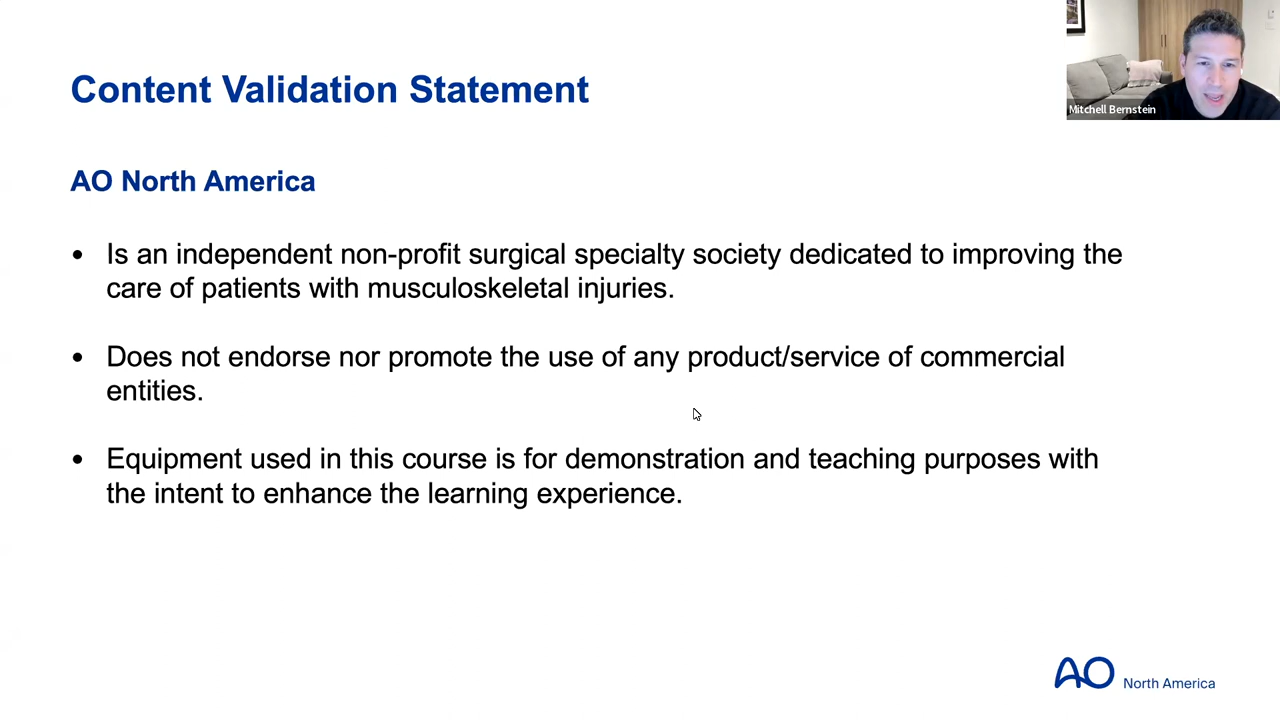 Content Validation Statement
Mitchell Bernstein
AO North America
• Is an independent non-profit surgical specialty society dedicated to improving the
care of patients with musculoskeletal injuries.
• Does not endorse nor promote the use of any product/service of commercial
entities.
• Equipment used in this course is for demonstration and teaching purposes with
the intent to enhance the learning experience.
AO North America